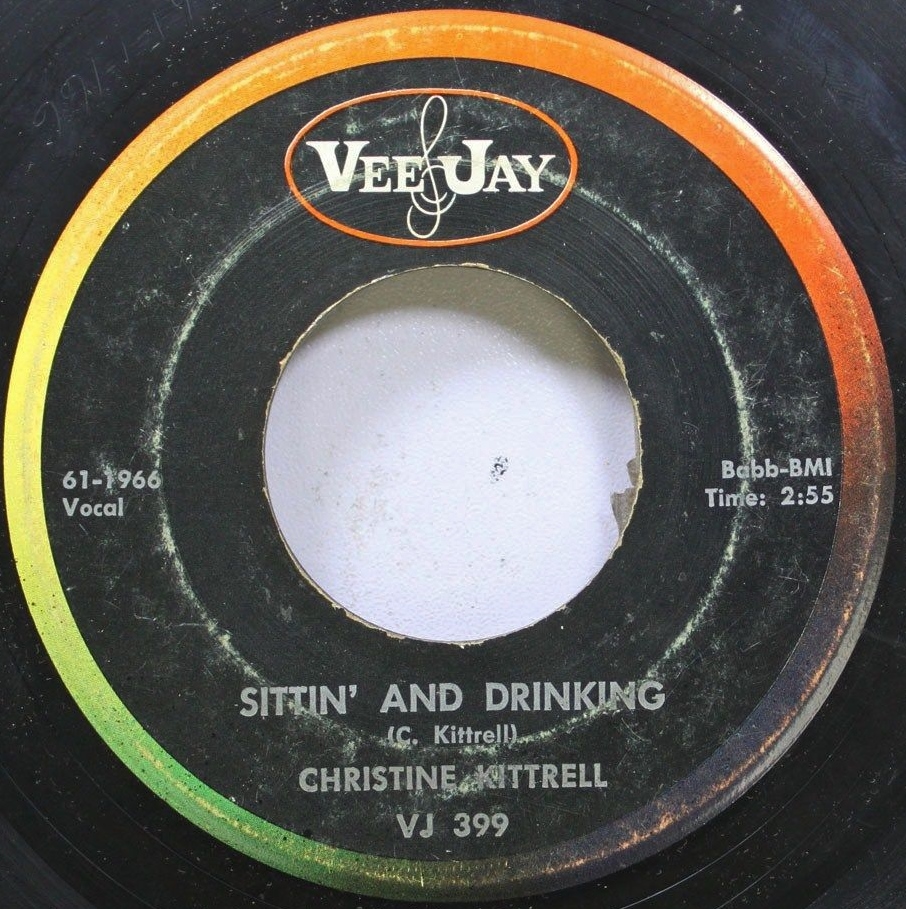 VEE JAY
61-1966
Vocal
Babb-BMI
Time: 2:55
SITTIN' AND DRINKING
(C. Kittrell)
CHRISTINE KITTRELL
VJ 399